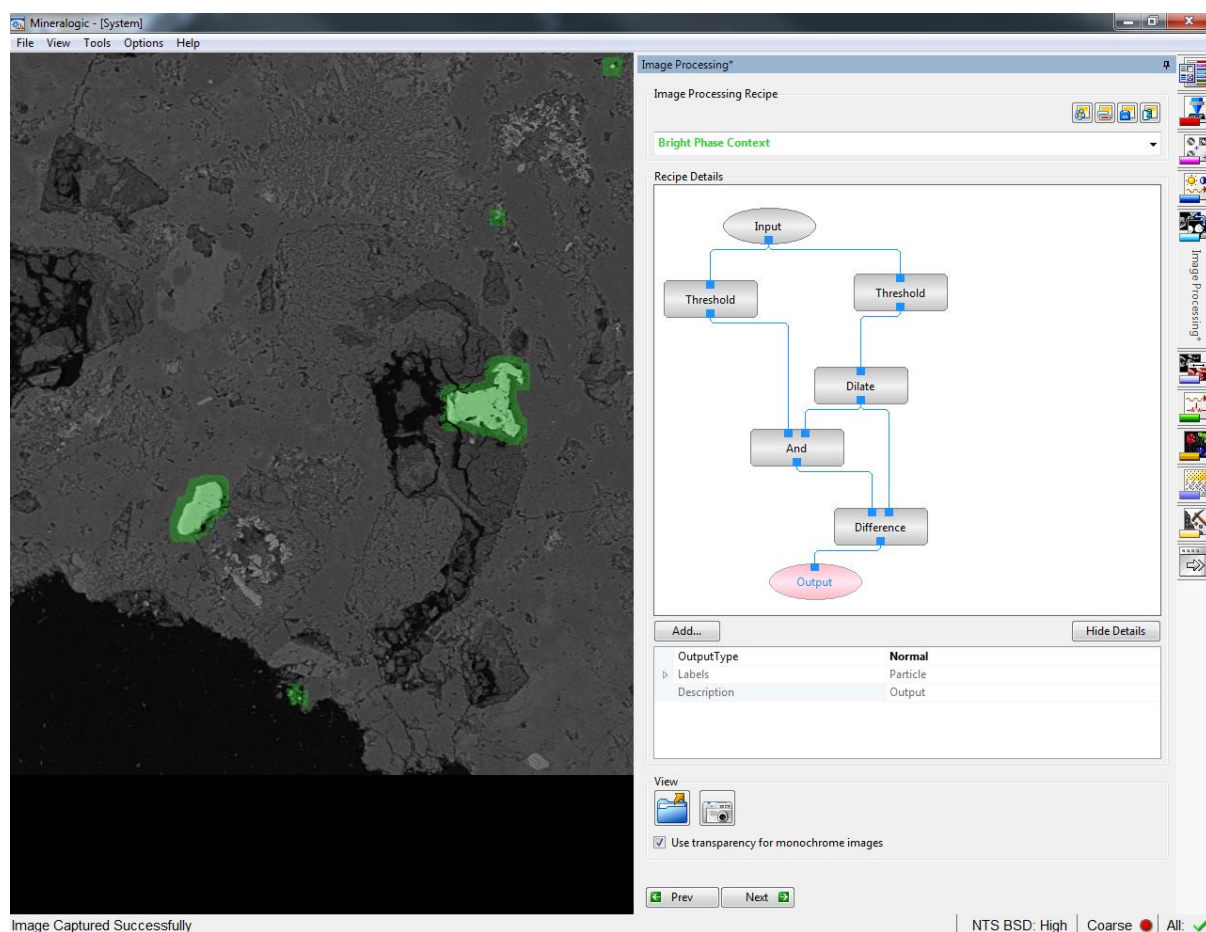 Mineralogic - [System]
File View Tools Options Help
Image Processing*
Image Processing Recipe
Bright Phase Context
Recipe Details
Input
Threshold
Threshold
Dilate
And
Difference
Output
Add...
Hide Details
OutputType Normal
Labels Particle
Description Output
View
Use transparency for monochrome images
Prev
Next
Image Processing*
Image Captured Successfully
NTS BSD: High
Coarse
All: